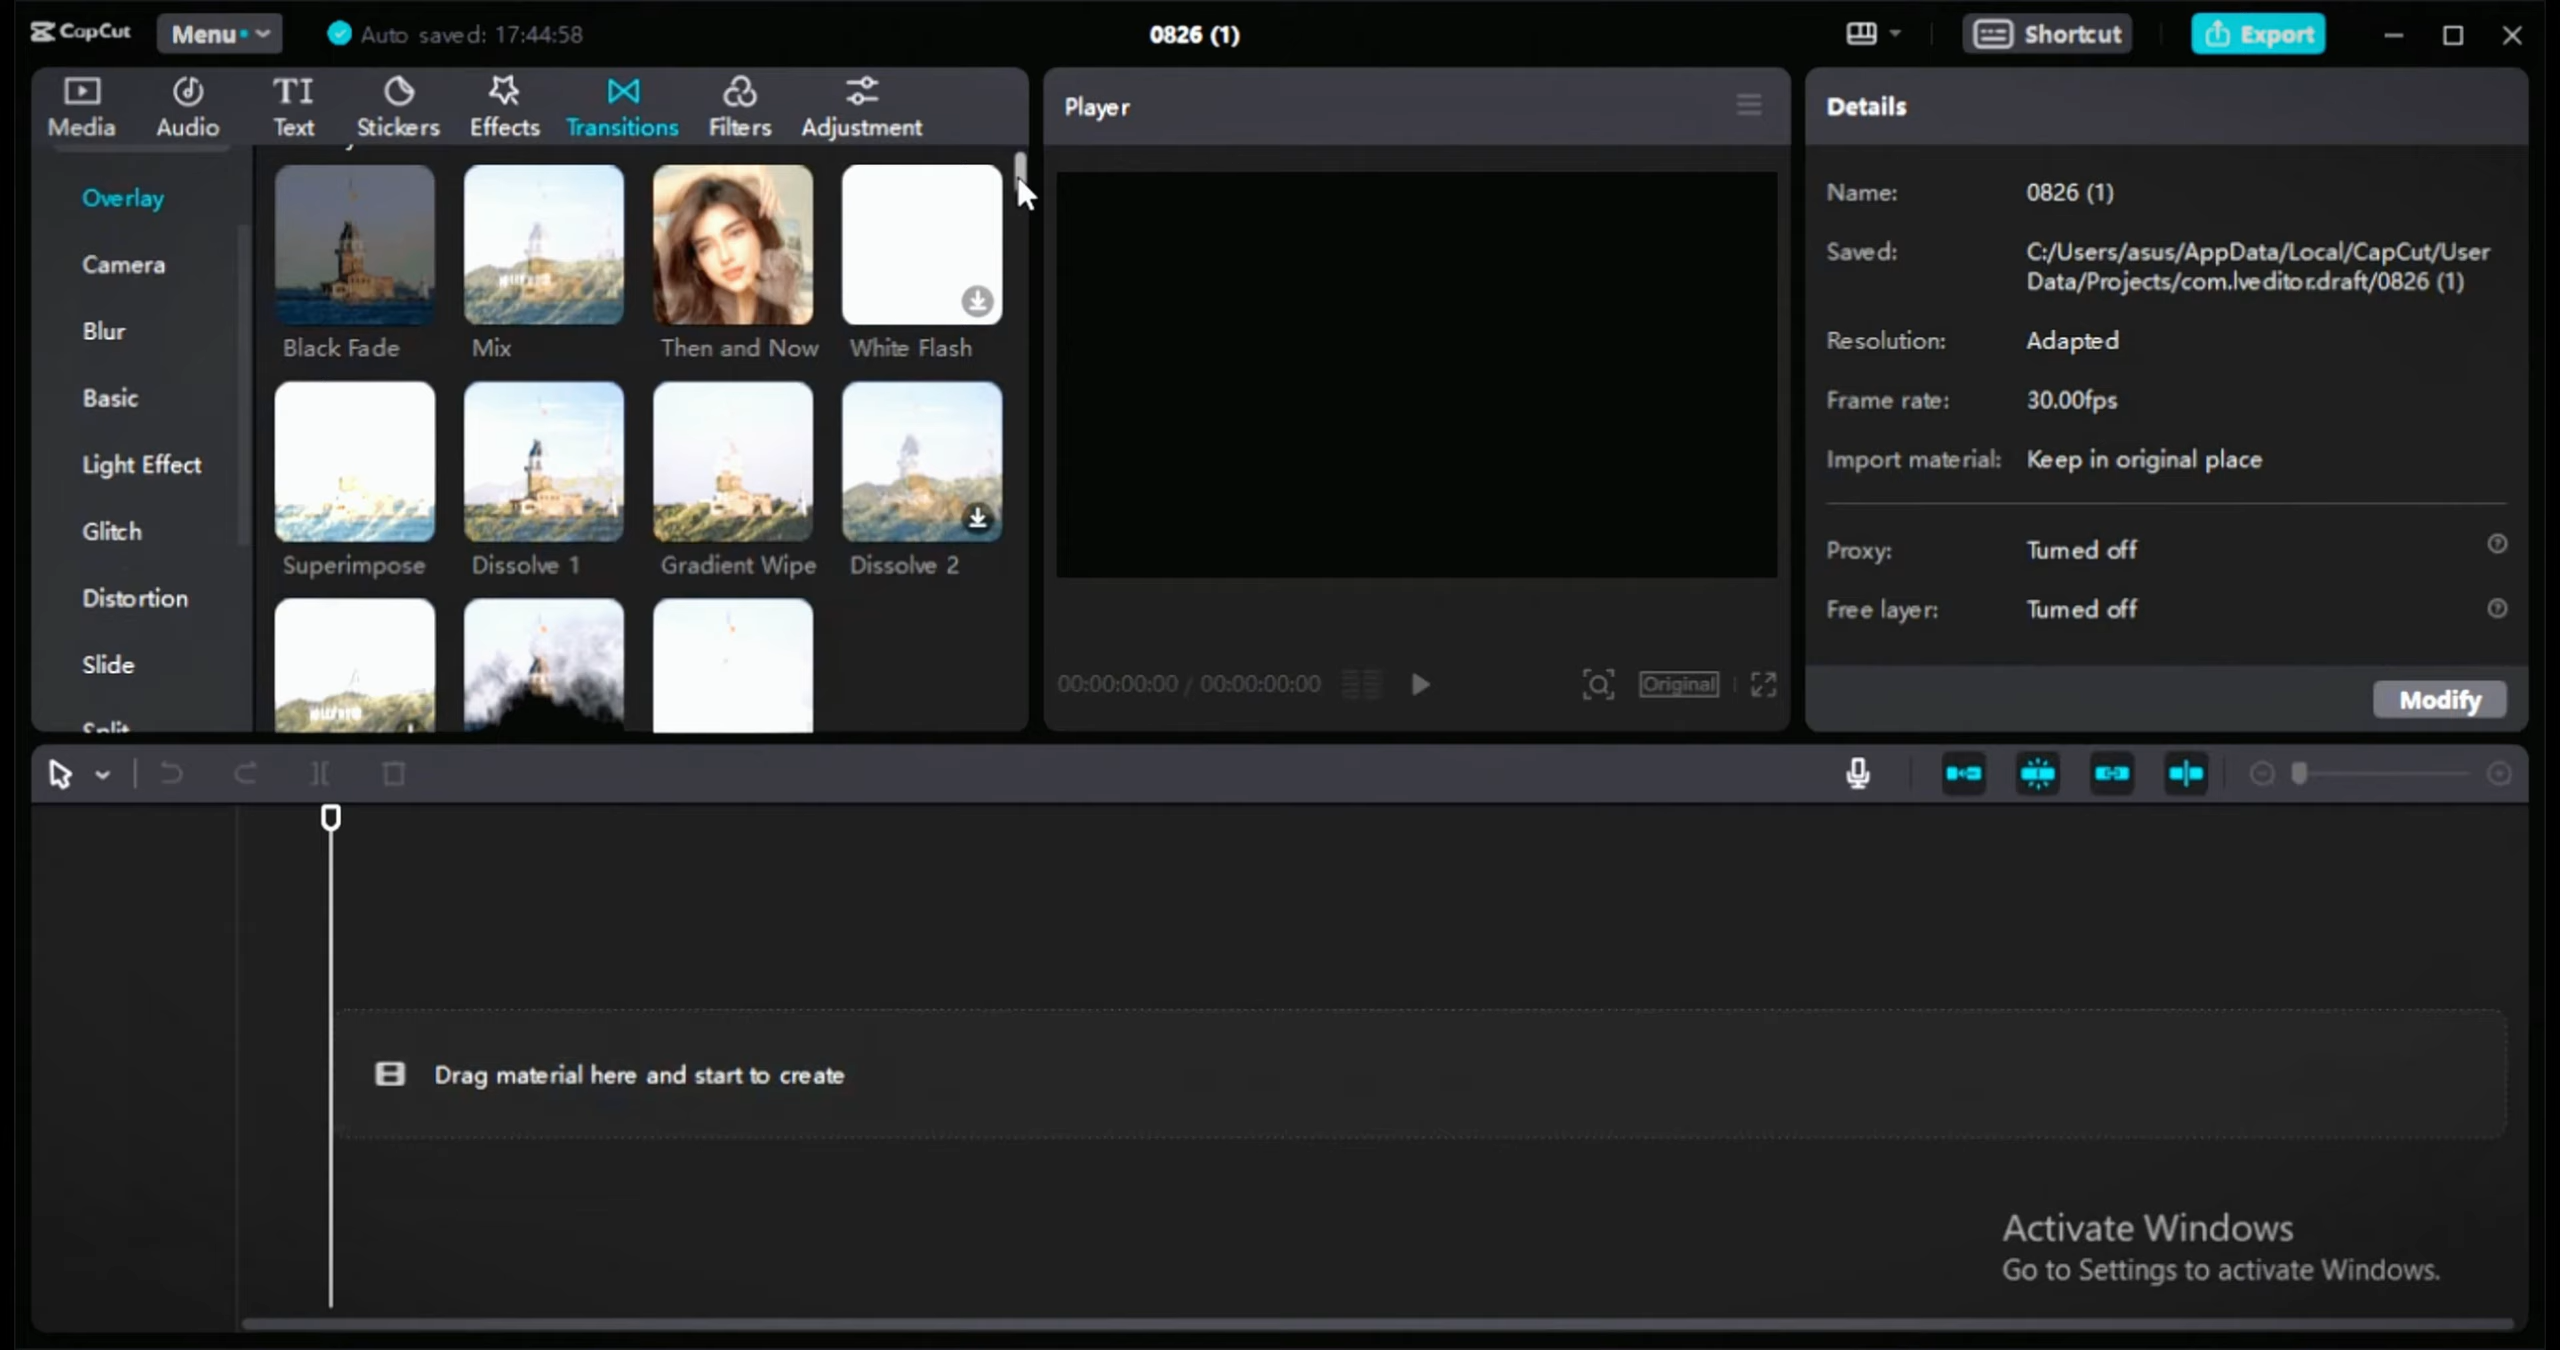 CapCut
Menu
Auto saved: 17:44:58
0826 (1)
Shortcut
Export
Media
Audio
TI
Text
Stickers
Effects
Transitions
Filters
Adjustment
Overlay
Camera
Blur
Basic
Light Effect
Glitch
Distortion
Slide
Split
Black Fade
Mix
Then and Now
White Flash
Superimpose
Dissolve 1
Gradient Wipe
Dissolve 2
Player
00:00:00:00 / 00:00:00:00
Original
Details
Name: 0826 (1)
Saved: C:/Users/asus/AppData/Local/CapCut/User
Data/Projects/com.lveditor.draft/0826 (1)
Resolution: Adapted
Frame rate: 30.00fps
Import material: Keep in original place
Proxy: Turned off
Free layer: Turned off
Modify
Drag material here and start to create
Activate Windows
Go to Settings to activate Windows.